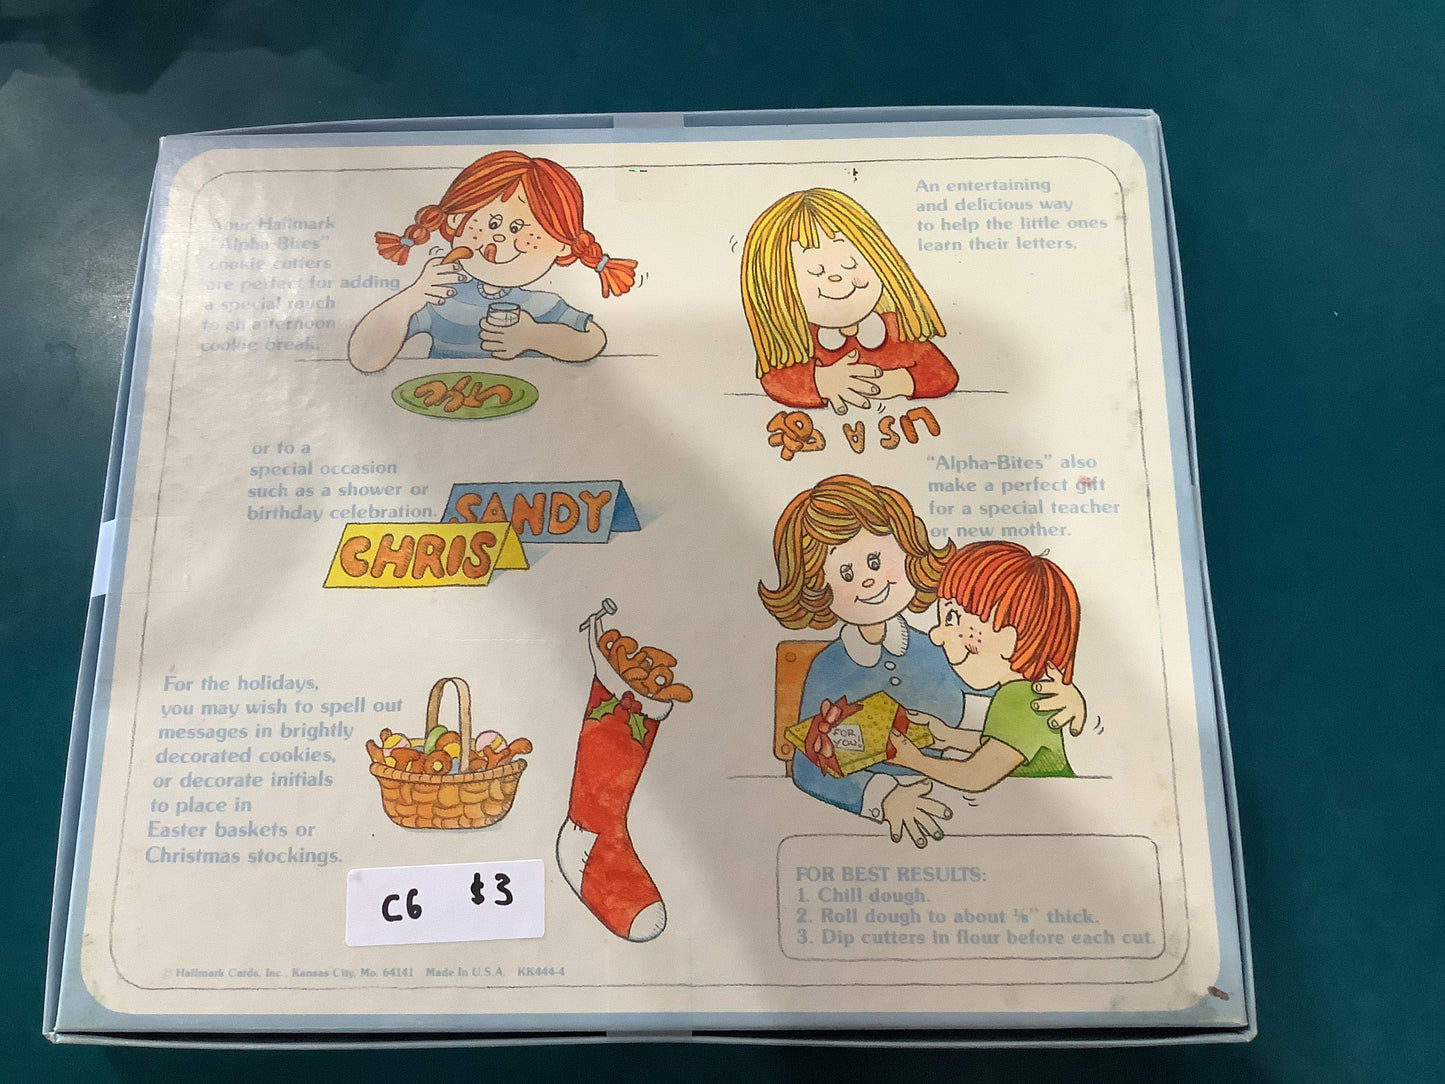 Your Hallmark
"Alpha-Bites"
cookie cutters
are perfect for adding
a special touch
to an afternoon
cookie break,
An entertaining
and delicious way
to help the little ones
learn their letters,
USA
or to a
special occasion
such as a shower or
birthday celebration.
SANDY
CHRIS
"Alpha-Bites" also
make a perfect gift
for a special teacher
or new mother.
FOR
YOU!
For the holidays,
you may wish to spell out
messages in brightly
decorated cookies,
or decorate initials
to place in
Easter baskets or
Christmas stockings.
C6 $3
FOR BEST RESULTS:
1. Chill dough.
2. Roll dough to about ⅛" thick.
3. Dip cutters in flour before each cut.
© Hallmark Cards, Inc., Kansas City, Mo. 64141 Made In U.S.A. KK444-4